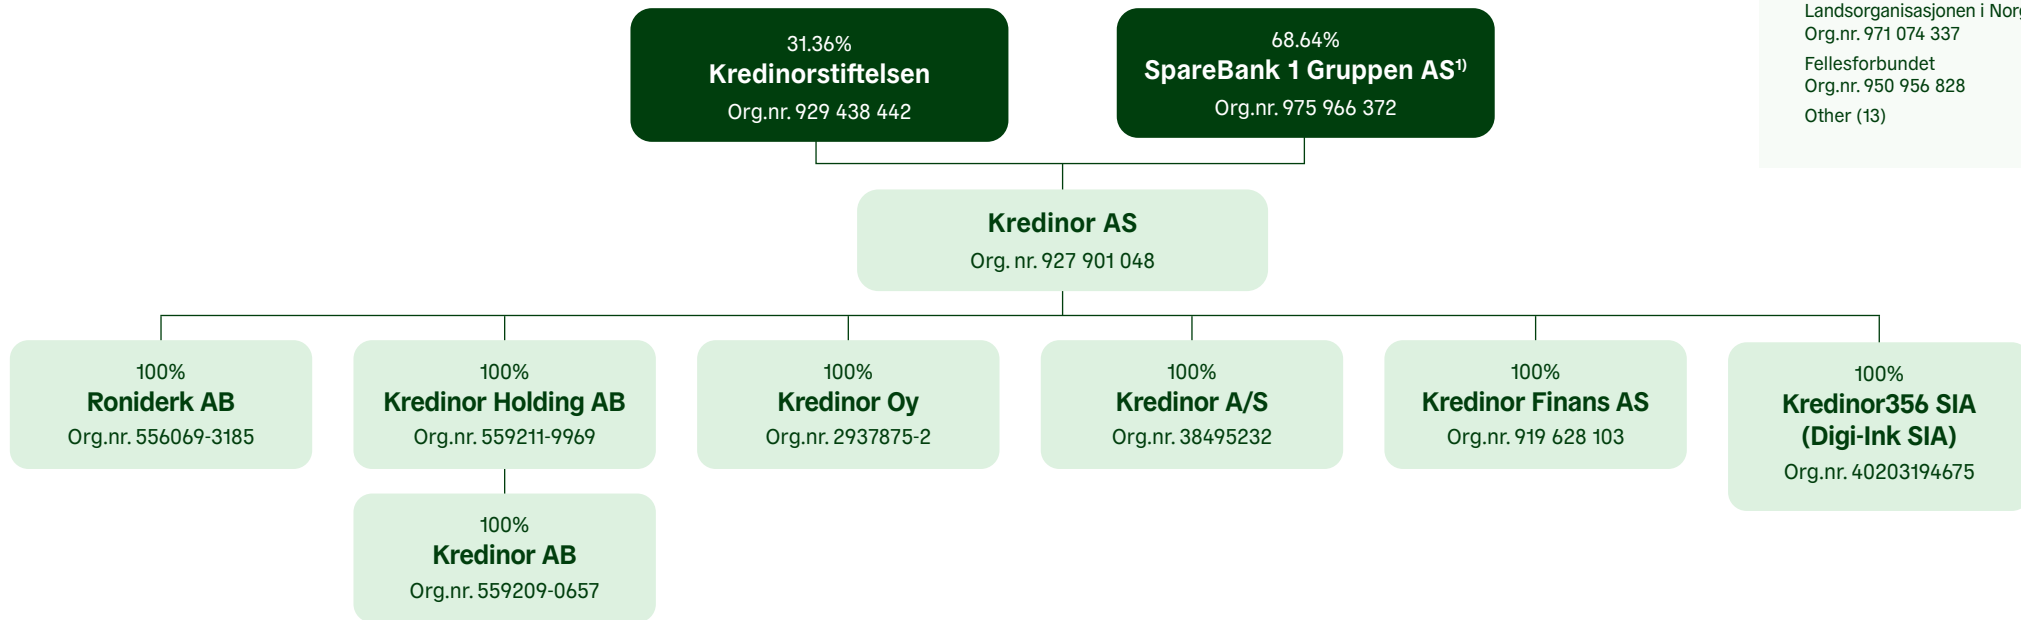 31.36%
Kredinorstiftelsen
Org.nr. 929 438 442
68.64%
SpareBank 1 Gruppen AS¹⁾
Org.nr. 975 966 372
Landsorganisasjonen i
Org.nr. 971 074 337
Fellesforbundet
Org.nr. 950 956 828
Other (13)
Kredinor AS
Org. nr. 927 901 048
100%
Roniderk AB
Org.nr. 556069-3185
100%
Kredinor Holding AB
Org.nr. 559211-9969
100%
Kredinor Oy
Org.nr. 2937875-2
100%
Kredinor A/S
Org.nr. 38495232
100%
Kredinor Finans AS
Org.nr. 919 628 103
100%
Kredinor356 SIA
(Digi-Ink SIA)
Org.nr. 40203194675
100%
Kredinor AB
Org.nr. 559209-0657